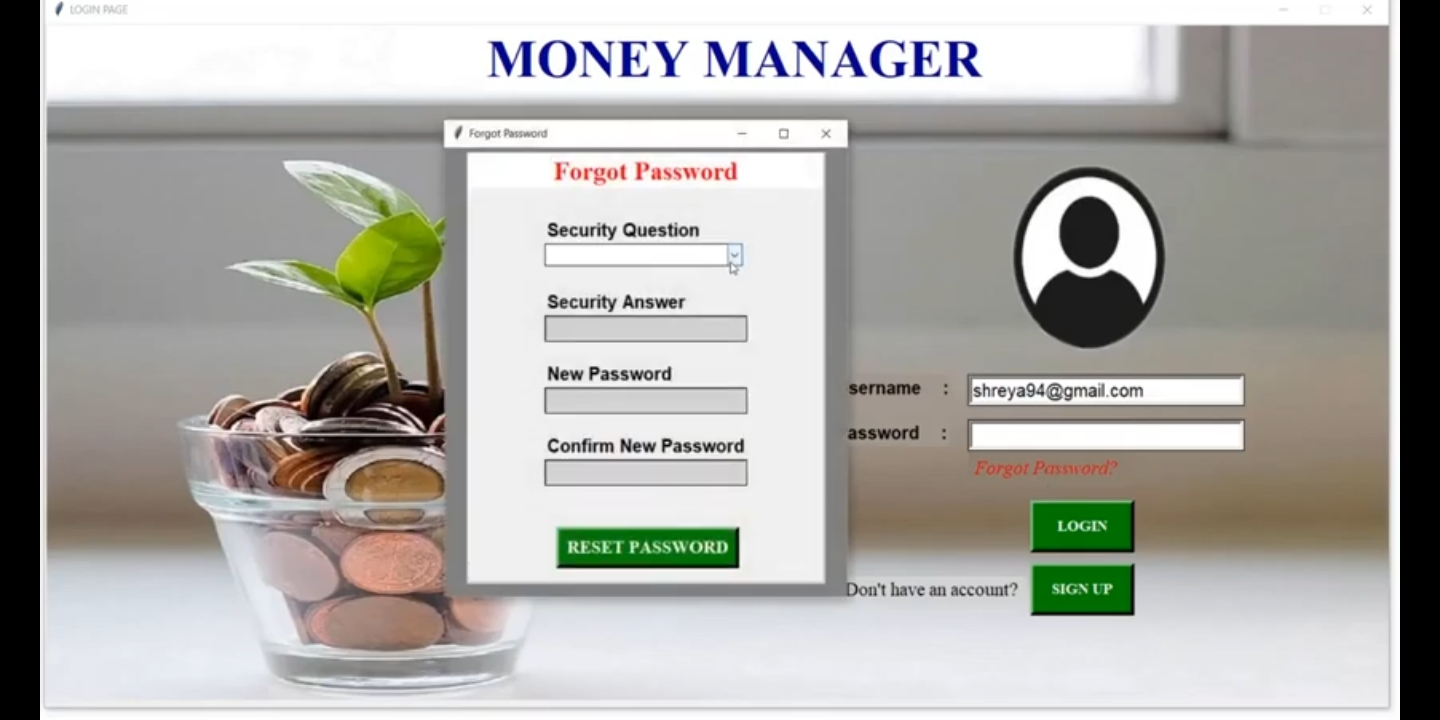 LOGIN PAGE
MONEY MANAGER
Forgot Password
Forgot Password
Security Question
Security Answer
New Password
Confirm New Password
RESET PASSWORD
sername :
shreya94@gmail.com
assword :
Forgot Password?
LOGIN
Don't have an account?
SIGN UP